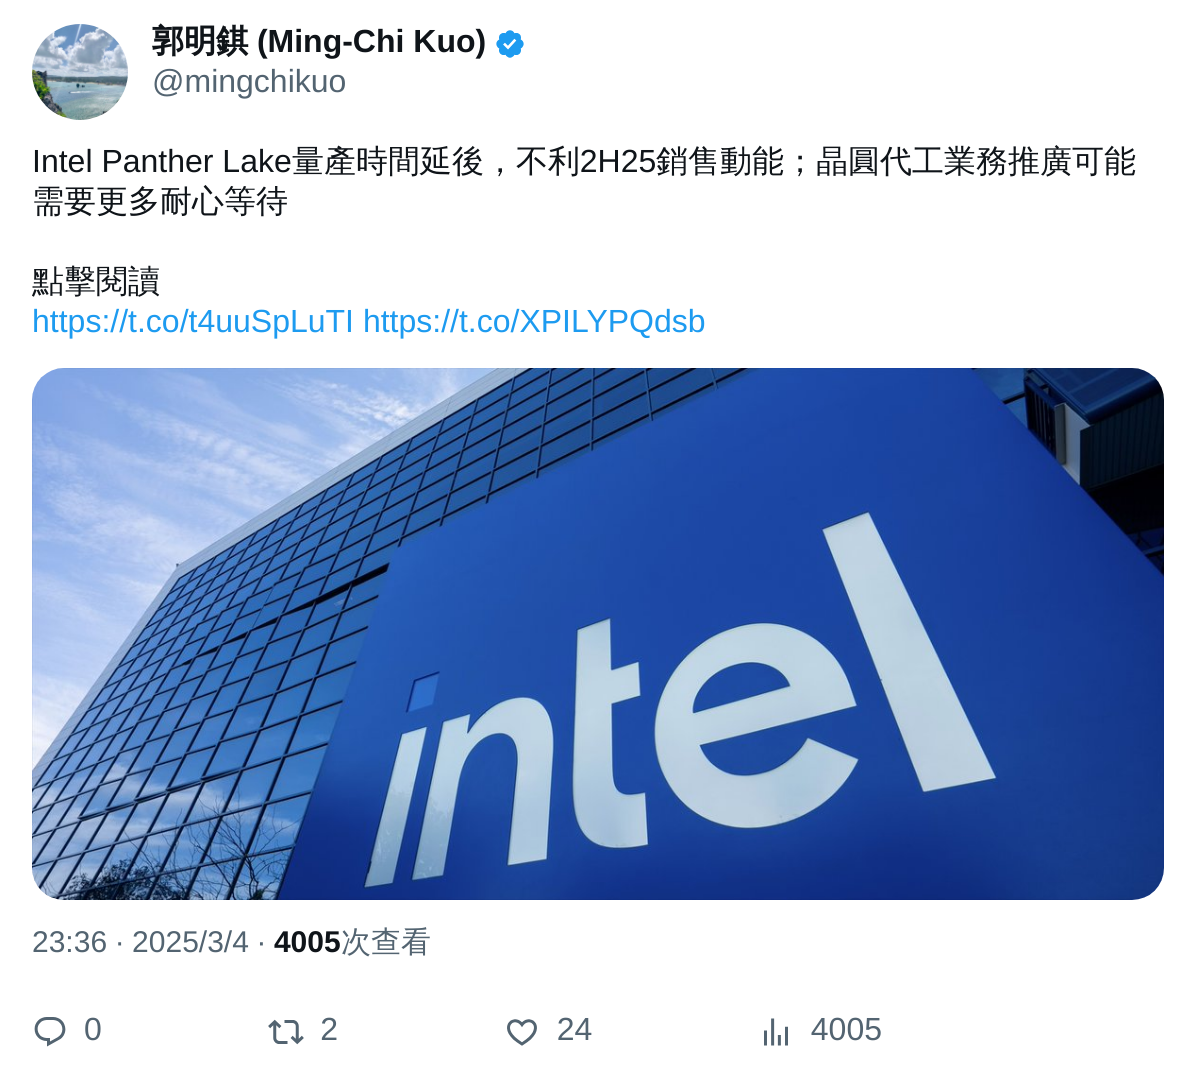 郭明錤 (Ming-Chi Kuo)
@mingchikuo
Intel Panther Lake量產時間延後，不利2H25銷售動能；晶圓代工業務推廣可能
需要更多耐心等待
點擊閱讀
https://t.co/t4uuSpLuTI https://t.co/XPILYPQdsb
intel
23:36 · 2025/3/4 · 4005次查看
0 2 24 4005